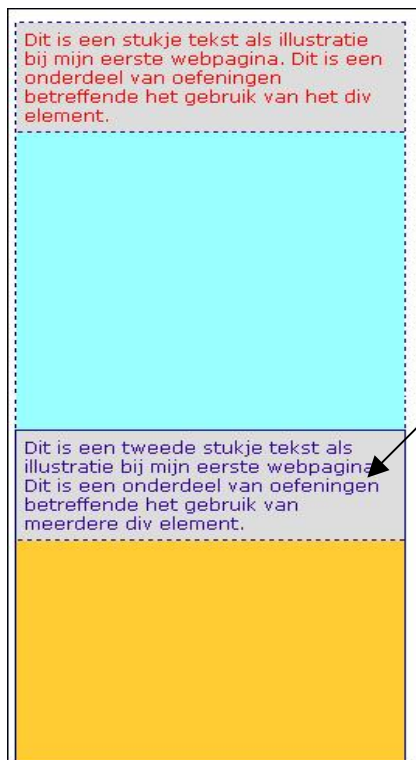 Dit is een stukje tekst als illustratie
bij mijn eerste webpagina. Dit is een
onderdeel van oefeningen
betreffende het gebruik van het div
element.
Dit is een tweede stukje tekst als
illustratie bij mijn eerste webpagina.
Dit is een onderdeel van oefeningen
betreffende het gebruik van
meerdere div element.